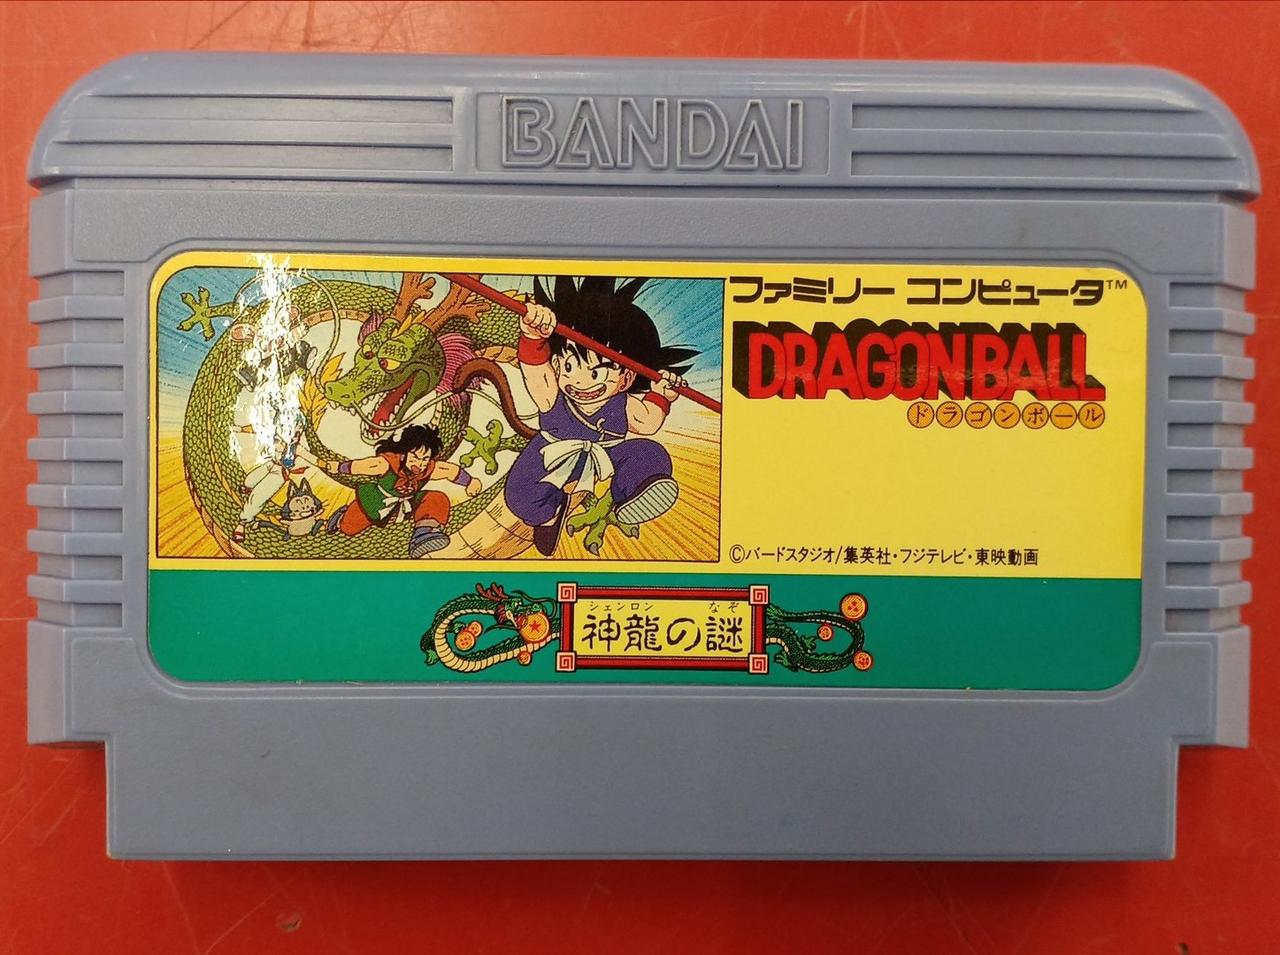 BANDAI
ファミリー コンピュータ™
DRAGONBALL
ドラゴンボール
©バードスタジオ/集英社・フジテレビ・東映動画
シェンロン なぞ
神龍の謎